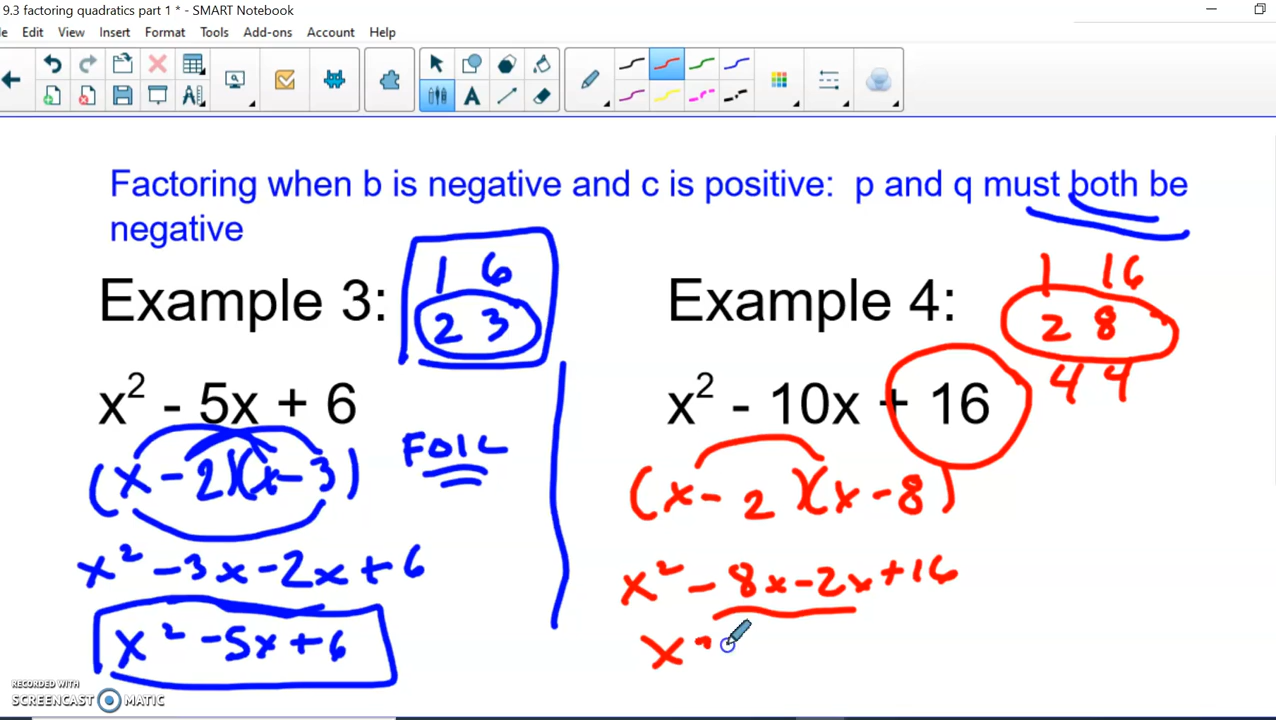 9.3 factoring quadratics part 1 * - SMART Notebook
Edit View Insert Format Tools Add-ons Account Help
Factoring when b is negative and c is positive: p and q must both be
negative
Example 3:
1 6
2 3
x² - 5x + 6
(x - 2)(x - 3)
FOIL
x² - 3x - 2x + 6
x² - 5x + 6
Example 4:
1 16
2 8
4 4
x² - 10x + 16
(x - 2)(x - 8)
x² - 8x - 2x + 16
x
RECORDED WITH
SCREENCAST MATIC